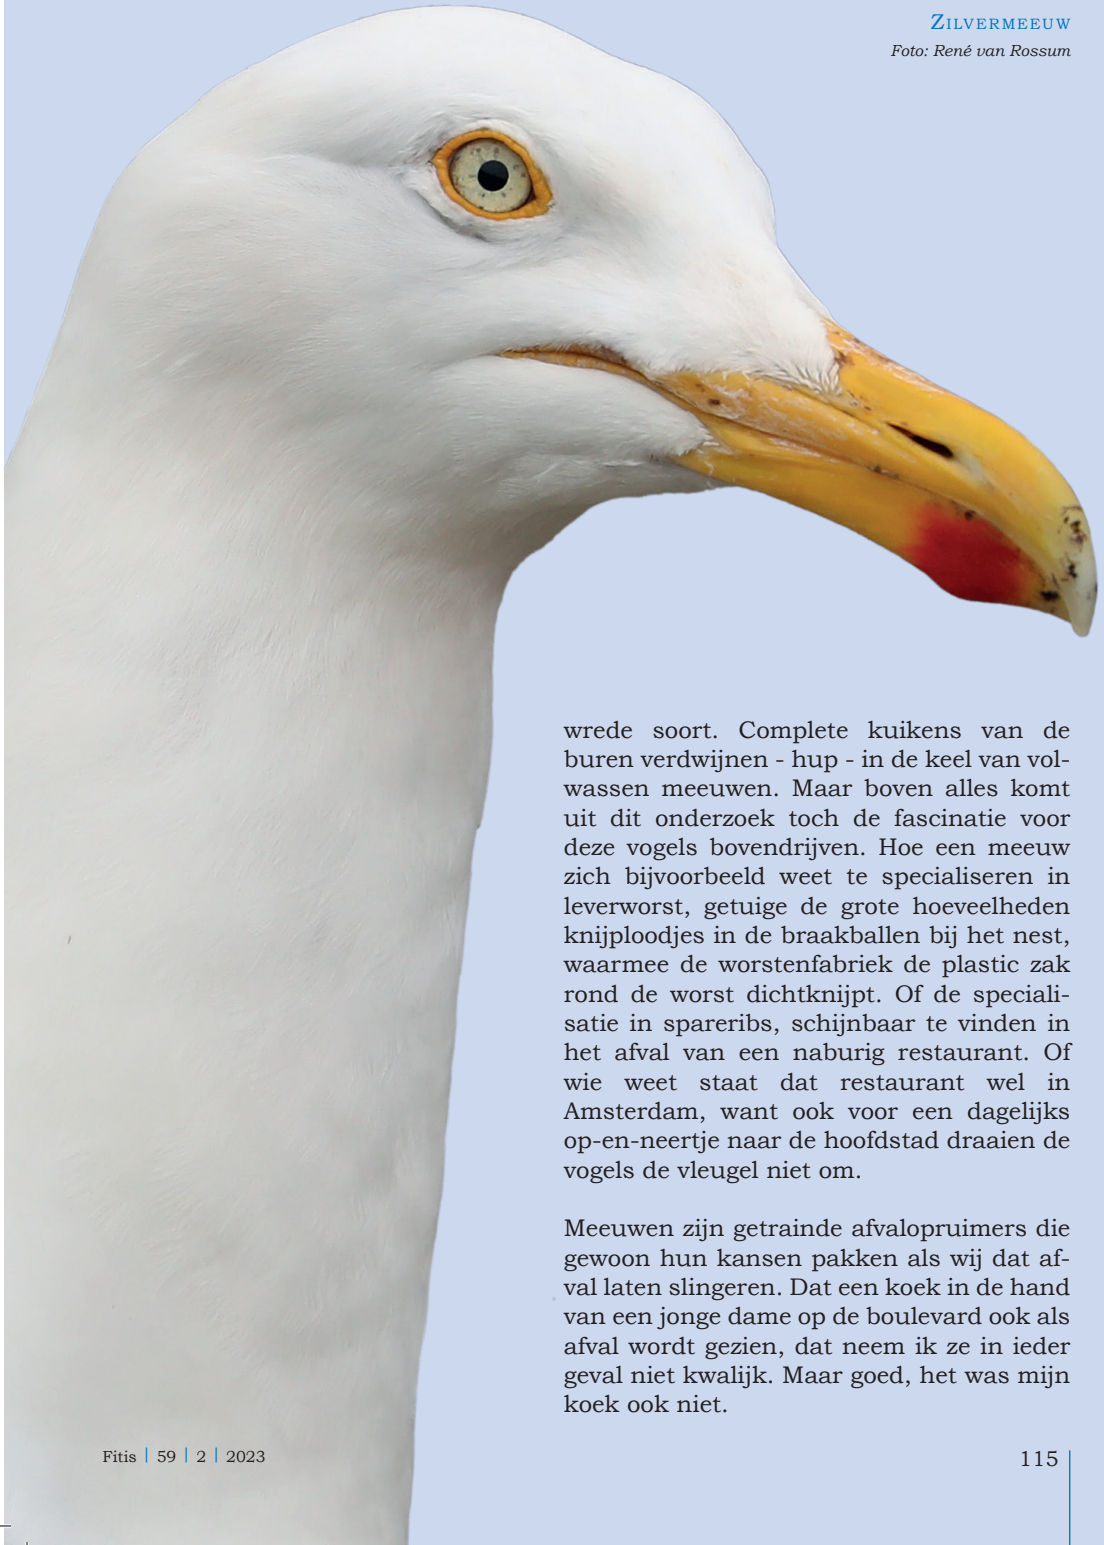 ZILVERMEEUW
Foto: René van Rossum
wrede soort. Complete kuikens van de
buren verdwijnen - hup - in de keel van vol-
wassen meeuwen. Maar boven alles komt
uit dit onderzoek toch de fascinatie voor
deze vogels bovendrijven. Hoe een meeuw
zich bijvoorbeeld weet te specialiseren in
leverworst, getuige de grote hoeveelheden
knijploodjes in de braakballen bij het nest,
waarmee de worstenfabriek de plastic zak
rond de worst dichtknijpt. Of de speciali-
satie in spareribs, schijnbaar te vinden in
het afval van een naburig restaurant. Of
wie weet staat dat restaurant wel in
Amsterdam, want ook voor een dagelijks
op-en-neertje naar de hoofdstad draaien de
vogels de vleugel niet om.
Meeuwen zijn getrainde afvalopruimers die
gewoon hun kansen pakken als wij dat af-
val laten slingeren. Dat een koek in de hand
van een jonge dame op de boulevard ook als
afval wordt gezien, dat neem ik ze in ieder
geval niet kwalijk. Maar goed, het was mijn
koek ook niet.
Fitis | 59 | 2 | 2023
115